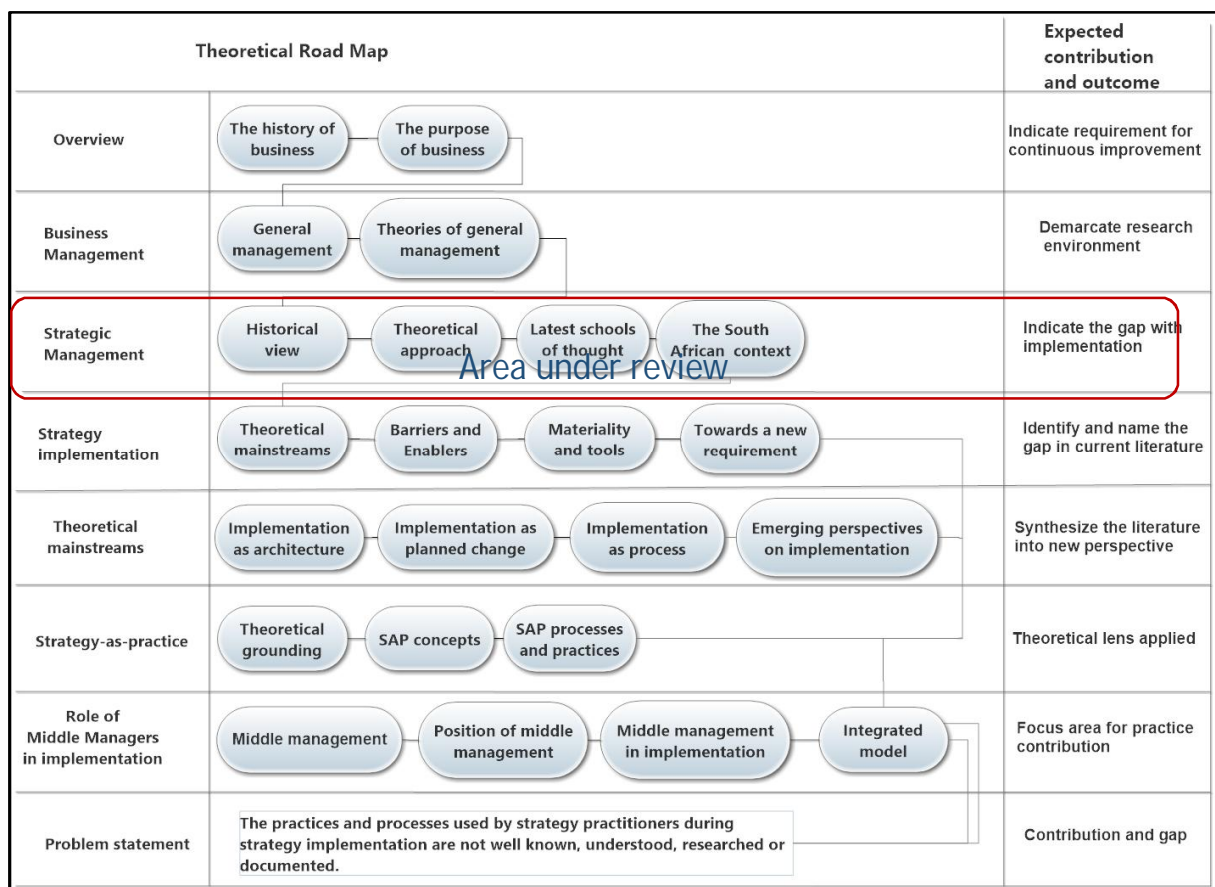 Theoretical Road Map
Expected
contribution
and outcome
Overview
The history of
business
The purpose
of business
Indicate requirement for
continuous improvement
Business
Management
General
management
Theories of general
management
Demarcate research
environment
Strategic
Management
Historical
view
Theoretical
approach
Latest schools
of thought
The South
African context
Area under review
Indicate the gap with
implementation
Strategy
implementation
Theoretical
mainstreams
Barriers and
Enablers
Materiality
and tools
Towards a new
requirement
Identify and name the
gap in current literature
Theoretical
mainstreams
Implementation
as architecture
Implementation as
planned change
Implementation
as process
Emerging perspectives
on implementation
Synthesize the literature
into new perspective
Strategy-as-practice
Theoretical
grounding
SAP concepts
SAP processes
and practices
Theoretical lens applied
Role of
Middle Managers
in implementation
Middle management
Position of middle
management
Middle management
in implementation
Integrated
model
Focus area for practice
contribution
Problem statement
The practices and processes used by strategy practitioners during
strategy implementation are not well known, understood, researched or
documented.
Contribution and gap